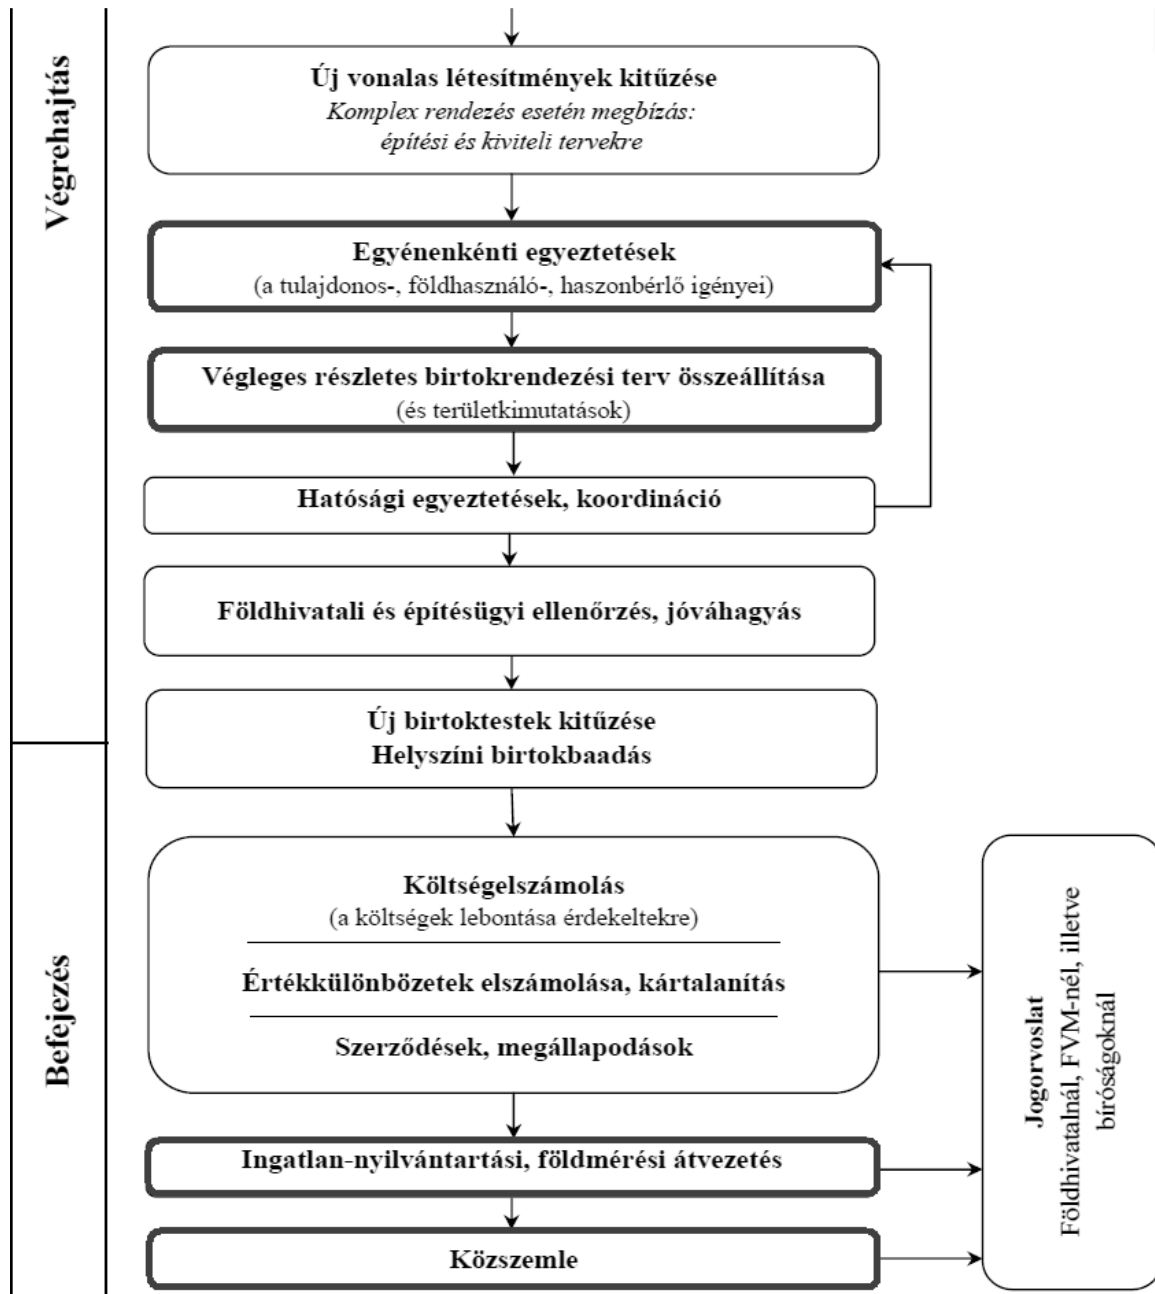 Végrehajtás
Új vonalas létesítmények kitűzése
Komplex rendezés esetén megbízás:
építési és kiviteli tervekre
Egyénenkénti egyeztetések
(a tulajdonos-, földhasználó-, haszonbérlő igényei)
Végleges részletes birtokrendezési terv összeállítása
(és területkimutatások)
Hatósági egyeztetések, koordináció
Földhivatali és építésügyi ellenőrzés, jóváhagyás
Új birtoktestek kitűzése
Helyszíni birtokbaadás
Befejezés
Költségelszámolás
(a költségek lebontása érdekeltekre)
Értékkülönbözetek elszámolása, kártalanítás
Szerződések, megállapodások
Ingatlan-nyilvántartási, földmérési átvezetés
Közszemle
Jogorvoslat
Földhivatalnál, FVM-nél, illetve
bíróságoknál